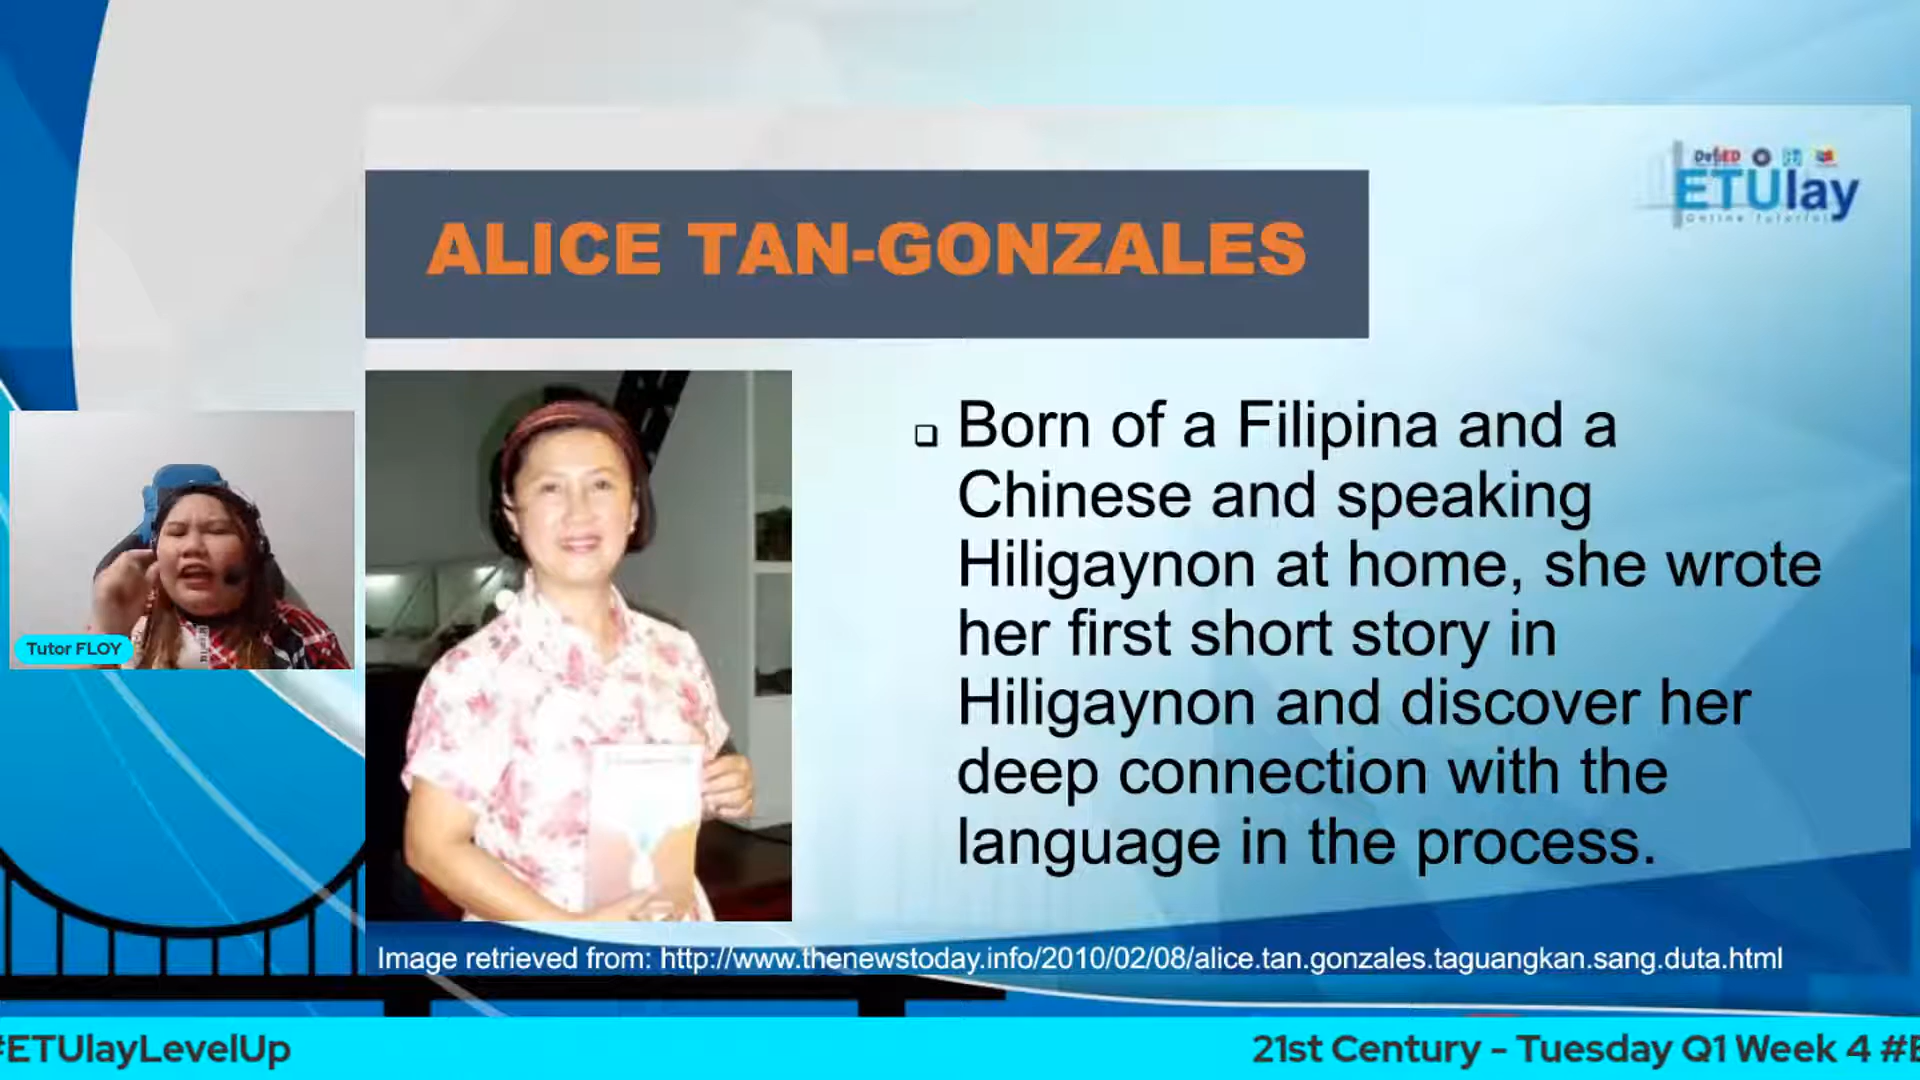 DepED
ETUlay
Online Tutorial
ALICE TAN-GONZALES
Born of a Filipina and a
Chinese and speaking
Hiligaynon at home, she wrote
her first short story in
Hiligaynon and discover her
deep connection with the
language in the process.
Tutor FLOY
Image retrieved from: http://www.thenewstoday.info/2010/02/08/alice.tan.gonzales.taguangkan.sang.duta.html
#ETUlayLevelUp
21st Century - Tuesday Q1 Week 4 #E